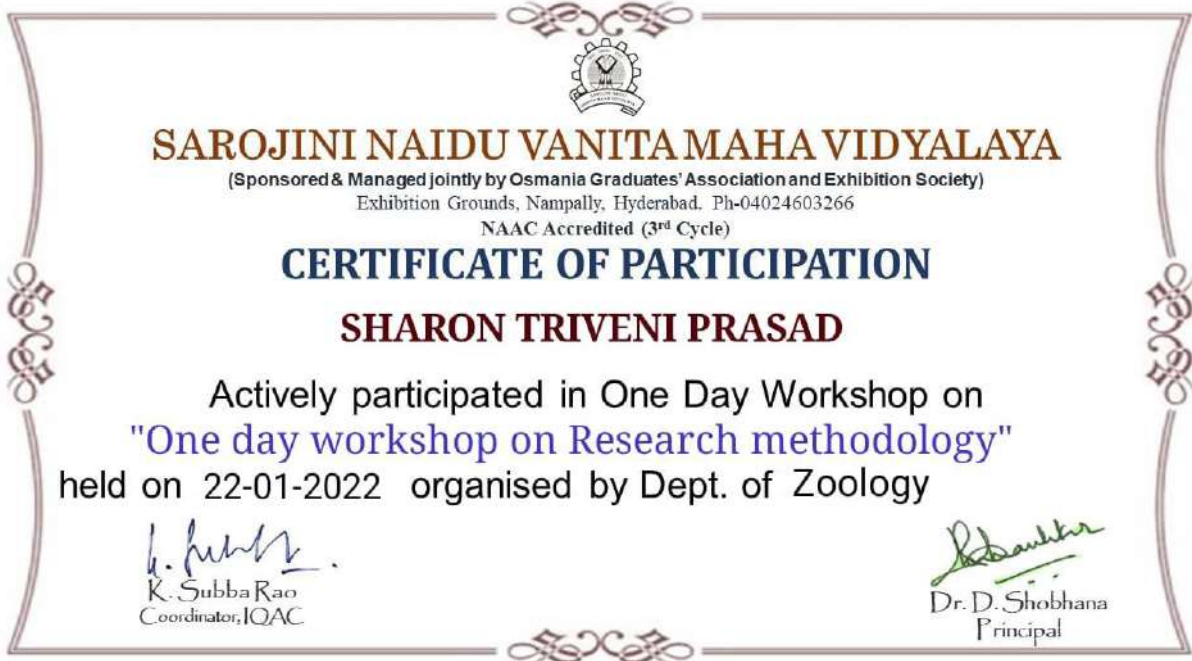 SAROJINI NAIDU VANITA MAHA VIDYALAYA
(Sponsored & Managed jointly by Osmania Graduates' Association and Exhibition Society)
Exhibition Grounds, Nampally, Hyderabad. Ph-04024603266
NAAC Accredited (3rd Cycle)
CERTIFICATE OF PARTICIPATION
SHARON TRIVENI PRASAD
Actively participated in One Day Workshop on
"One day workshop on Research methodology"
held on 22-01-2022 organised by Dept. of Zoology
K. Subba Rao
Coordinator, IQAC
Dr. D. Shobhana
Principal